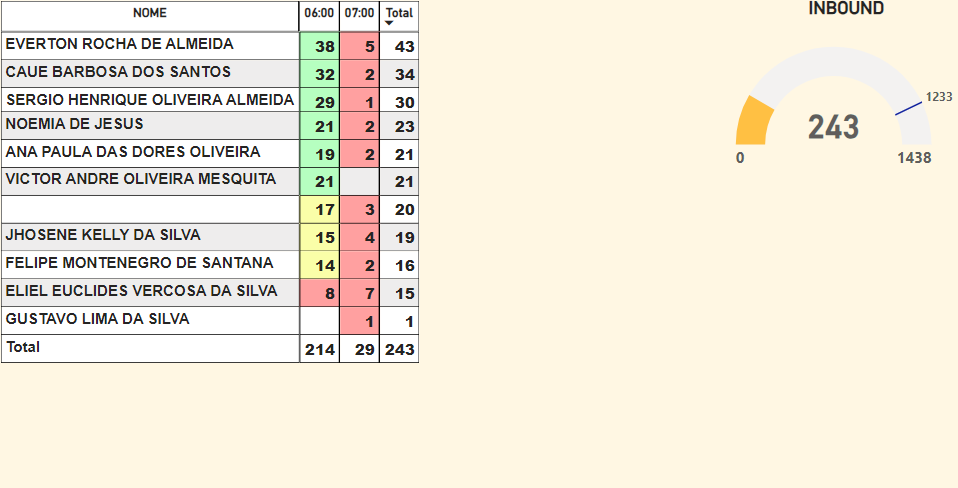 NOME 06:00 07:00 Total
EVERTON ROCHA DE ALMEIDA 38 5 43
CAUE BARBOSA DOS SANTOS 32 2 34
SERGIO HENRIQUE OLIVEIRA ALMEIDA 29 1 30
NOEMIA DE JESUS 21 2 23
ANA PAULA DAS DORES OLIVEIRA 19 2 21
VICTOR ANDRE OLIVEIRA MESQUITA 21 21
17 3 20
JHOSENE KELLY DA SILVA 15 4 19
FELIPE MONTENEGRO DE SANTANA 14 2 16
ELIEL EUCLIDES VERCOSA DA SILVA 8 7 15
GUSTAVO LIMA DA SILVA 1 1
Total 214 29 243
INBOUND
1233
243
0 1438